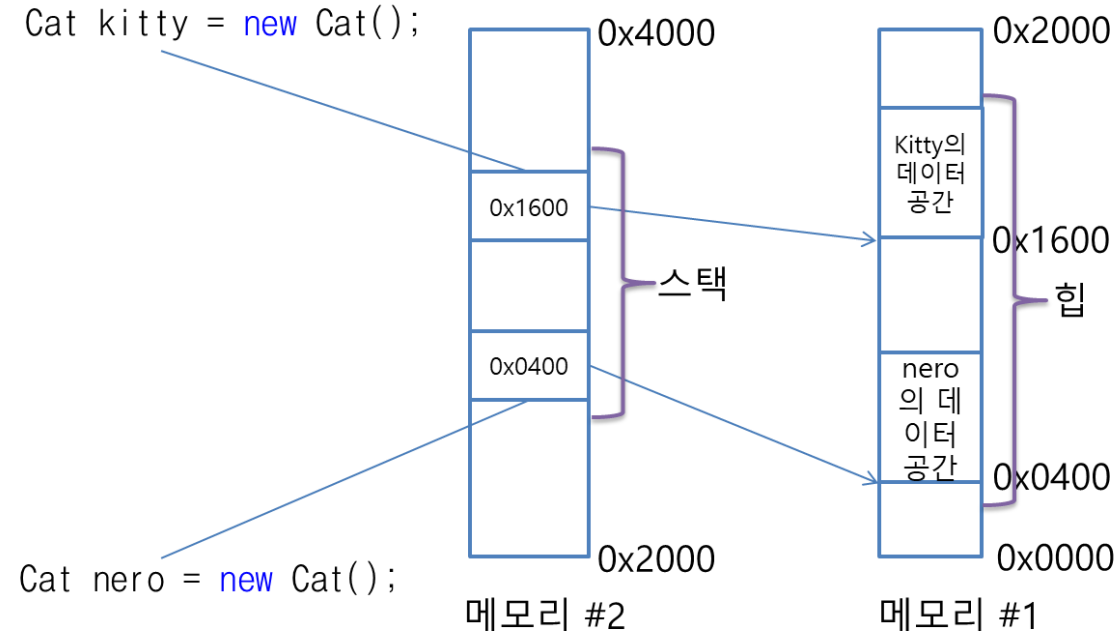 Cat kitty = new Cat();
0x4000
0x2000
Kitty의
데이터
공간
0x1600
0x1600
스택
힙
0x0400
nero
의 데
이터
공간
0x0400
0x2000
0x0000
Cat nero = new Cat();
메모리 #2
메모리 #1